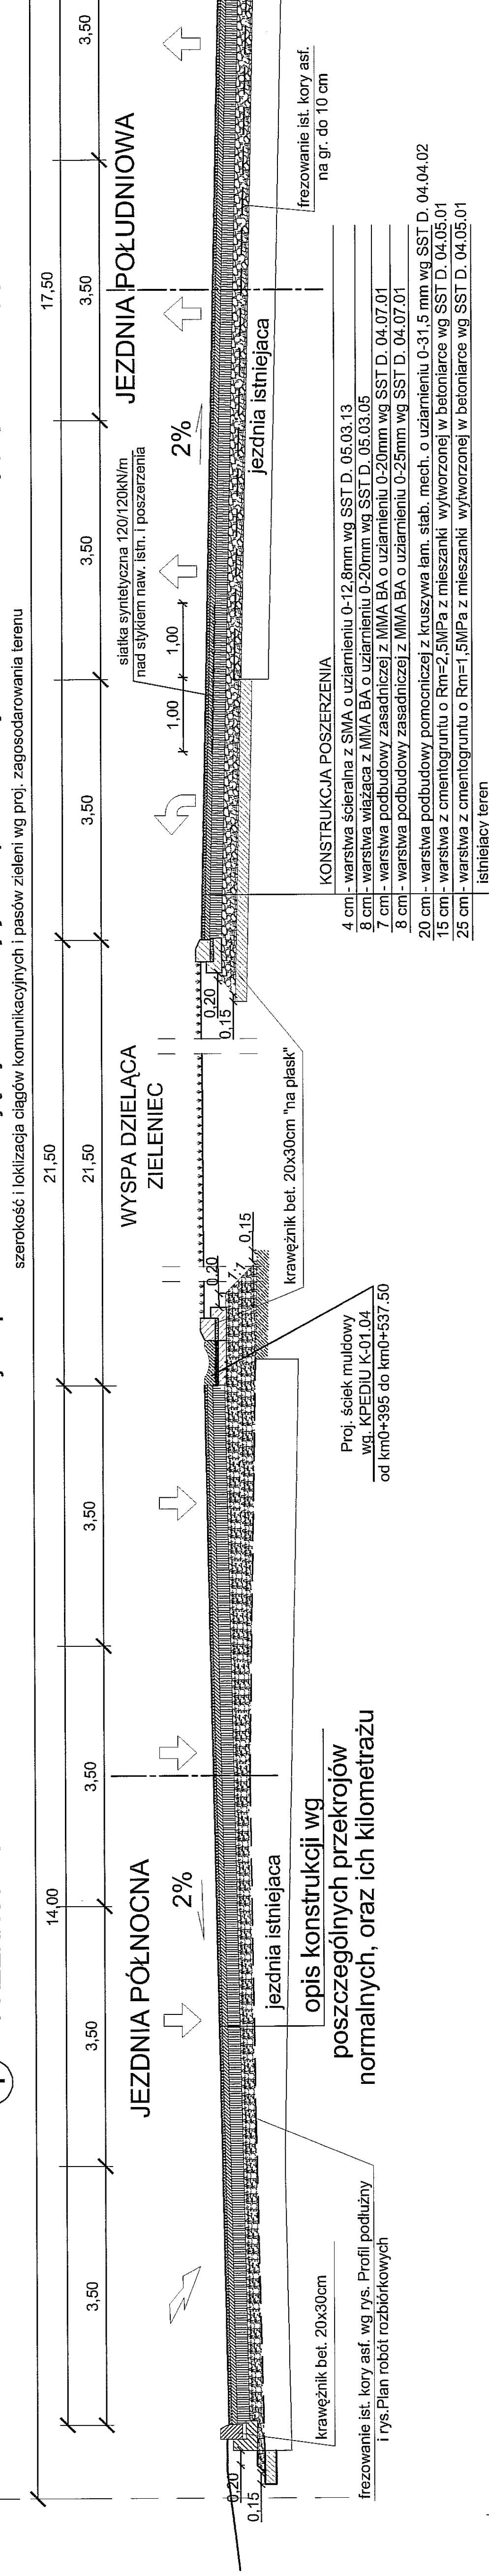 szerokość i loklizacja ciągów komunikacyjnych i pasów zieleni wg proj. zagosodarowania terenu
14,00
21,50
17,50
3,50
3,50
3,50
3,50
21,50
3,50
3,50
3,50
3,50
JEZDNIA PÓŁNOCNA
2%
WYSPA DZIELĄCA
ZIELENIEC
JEZDNIA POŁUDNIOWA
2%
siatka syntetyczna 120/120kN/m
nad stykiem naw. istn. i poszerzenia
1,00
1,00
0,20
0,15
0,20
1:1
0,15
0,20
0,15
jezdnia istniejaca
jezdnia istniejaca
krawężnik bet. 20x30cm
frezowanie ist. kory asf. wg rys. Profil podłużny
i rys.Plan robót rozbiórkowych
opis konstrukcji wg
poszczególnych przekrojów
normalnych, oraz ich kilometrażu
Proj. ściek muldowy
wg. KPEDiU K-01.04
od km0+395 do km0+537.50
krawężnik bet. 20x30cm "na płask"
frezowanie ist. kory asf.
na gr. do 10 cm
KONSTRUKCJA POSZERZENIA
4 cm - warstwa ścieralna z SMA o uziarnieniu 0-12,8mm wg SST D. 05.03.13
8 cm - warstwa wiążąca z MMA BA o uziarnieniu 0-20mm wg SST D. 05.03.05
7 cm - warstwa podbudowy zasadniczej z MMA BA o uziarnieniu 0-20mm wg SST D. 04.07.01
8 cm - warstwa podbudowy zasadniczej z MMA BA o uziarnieniu 0-25mm wg SST D. 04.07.01
20 cm - warstwa podbudowy pomocniczej z kruszywa łam. stab. mech. o uziarnieniu 0-31,5 mm wg SST D. 04.04.02
15 cm - warstwa z cmentogruntu o Rm=2,5MPa z mieszanki wytworzonej w betoniarce wg SST D. 04.05.01
25 cm - warstwa z cmentogruntu o Rm=1,5MPa z mieszanki wytworzonej w betoniarce wg SST D. 04.05.01
istniejacy teren